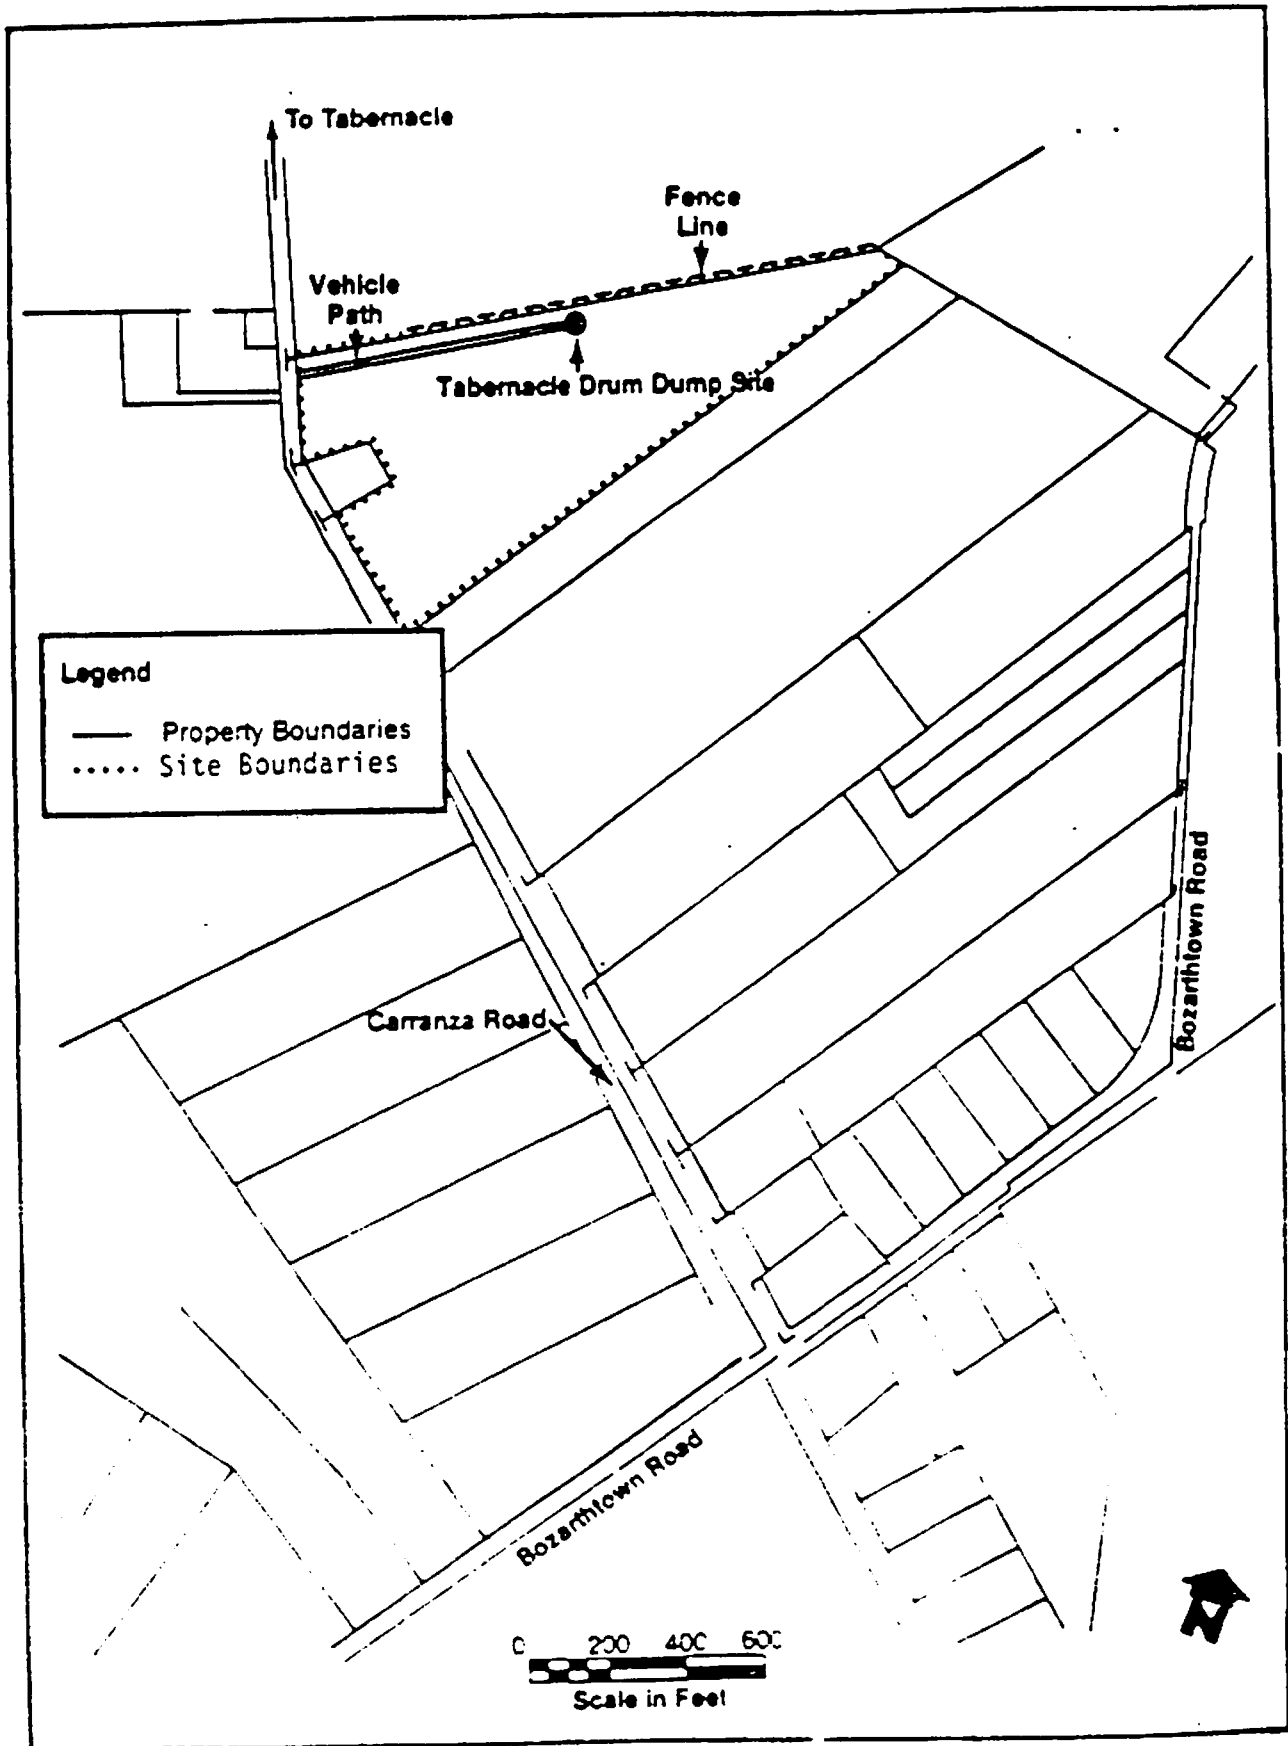 To Tabernacle
Fence
Line
Vehicle
Path
Tabernacle Drum Dump Site
Legend
Property Boundaries
Site Boundaries
Bozarthtown Road
Carranza Road
Bozarthtown Road
N
0 200 400 600
Scale in Feet